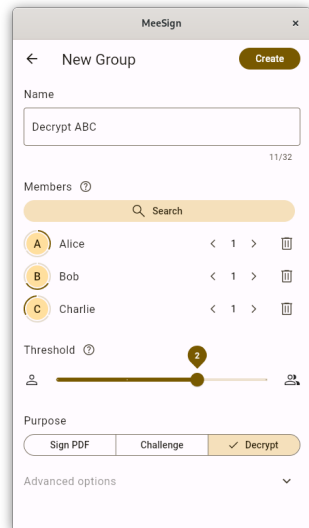 MeeSign ×
New Group Create
Name
Decrypt ABC
11/32
Members ?
Search
A Alice 1
B Bob 1
C Charlie 1
Threshold ?
2
Purpose
Sign PDF Challenge Decrypt
Advanced options